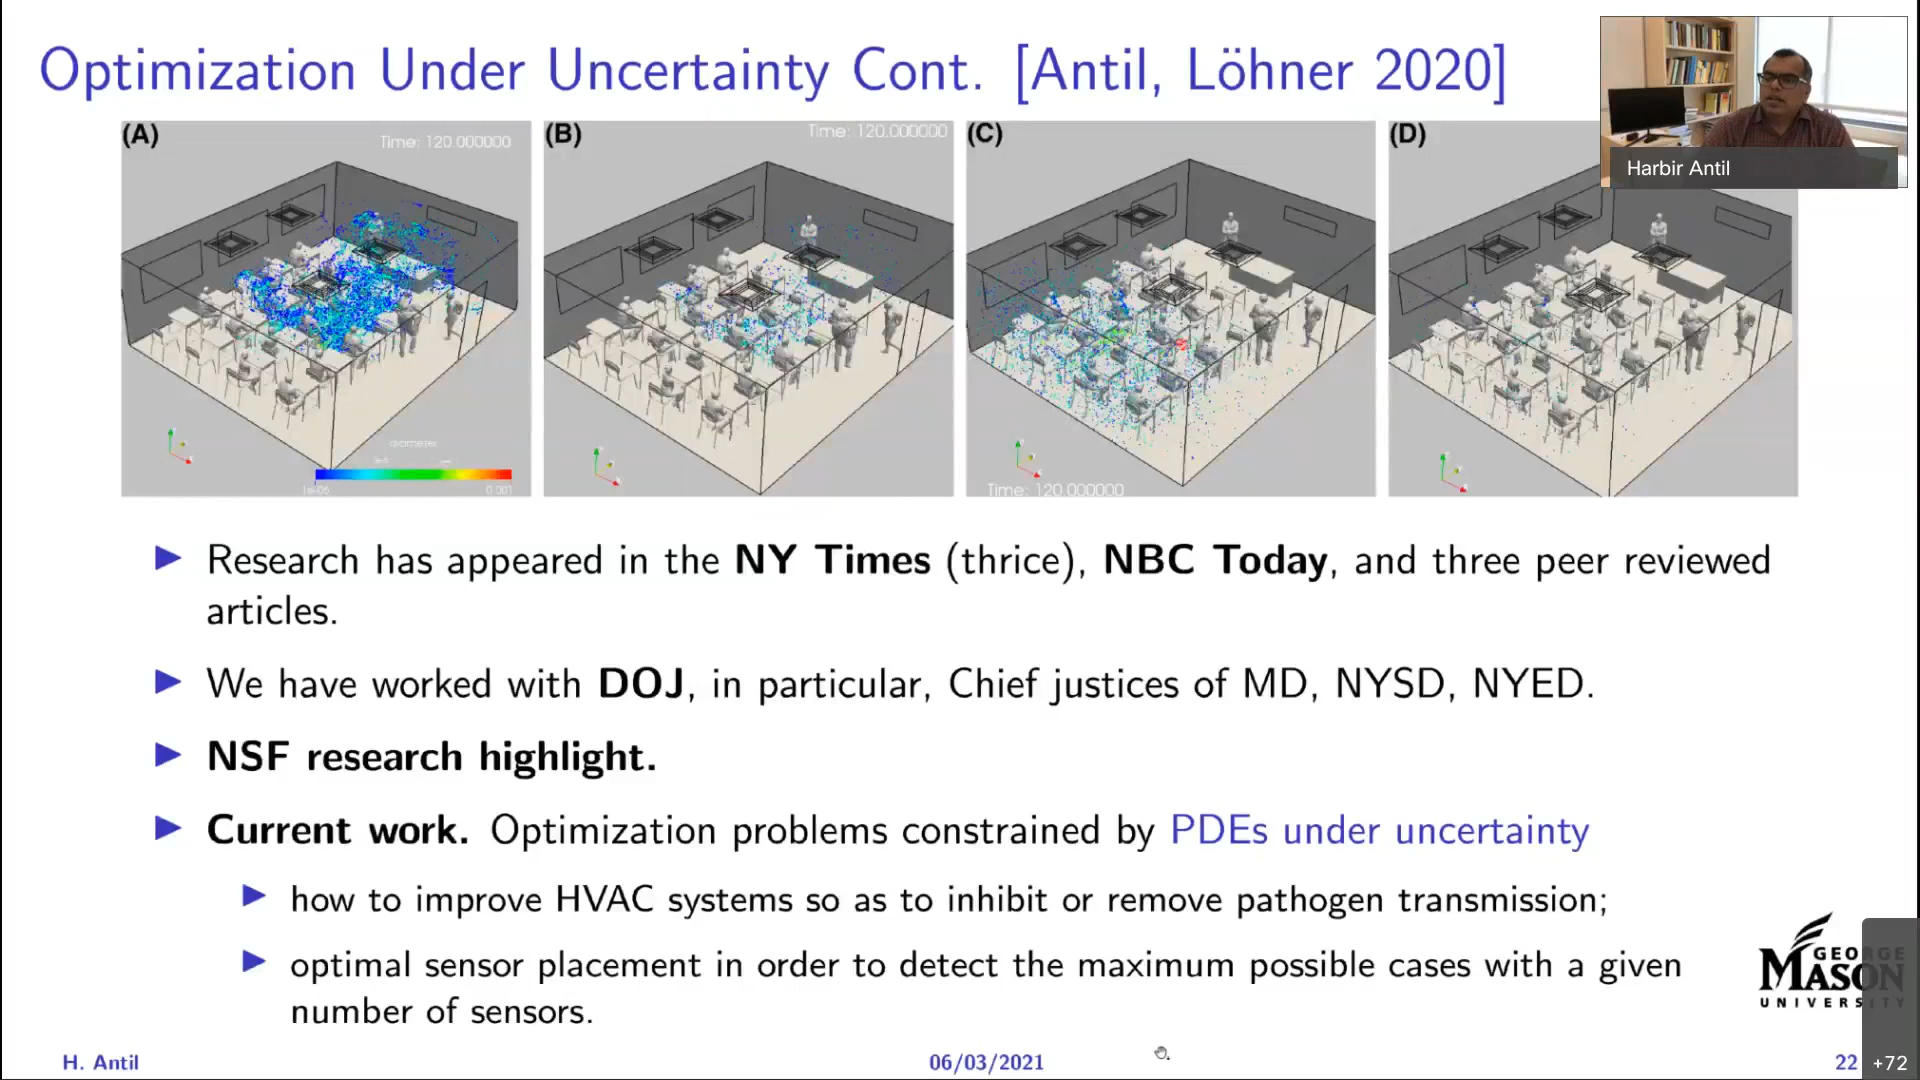 Optimization Under Uncertainty Cont. [Antil, Löhner 2020]
Harbir Antil
(A)
Time: 120.000000
(B)
Time: 120.000000
(C)
Time: 120.000000
(D)
diameter
1e-06
0.001
Research has appeared in the NY Times (thrice), NBC Today, and three peer reviewed
articles.
We have worked with DOJ, in particular, Chief justices of MD, NYSD, NYED.
NSF research highlight.
Current work. Optimization problems constrained by PDEs under uncertainty
how to improve HVAC systems so as to inhibit or remove pathogen transmission;
optimal sensor placement in order to detect the maximum possible cases with a given
number of sensors.
GEORGE
MASON
UNIVERSITY
H. Antil
06/03/2021
22
+72